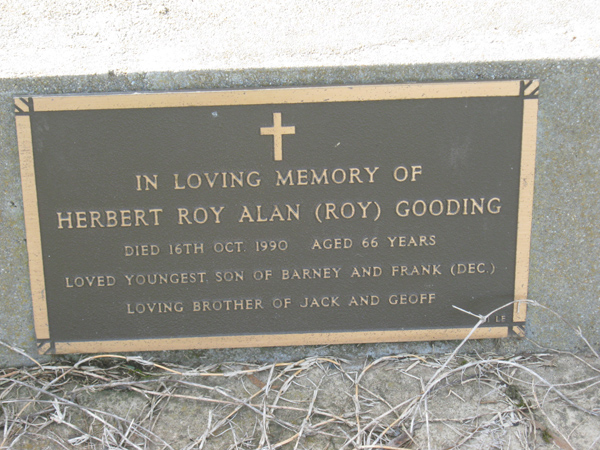 IN LOVING MEMORY OF
HERBERT ROY ALAN (ROY) GOODING
DIED 16TH OCT 1990 AGED 66 YEARS
LOVED YOUNGEST SON OF BARNEY AND FRANK (DEC.)
LOVING BROTHER OF JACK AND GEOFF